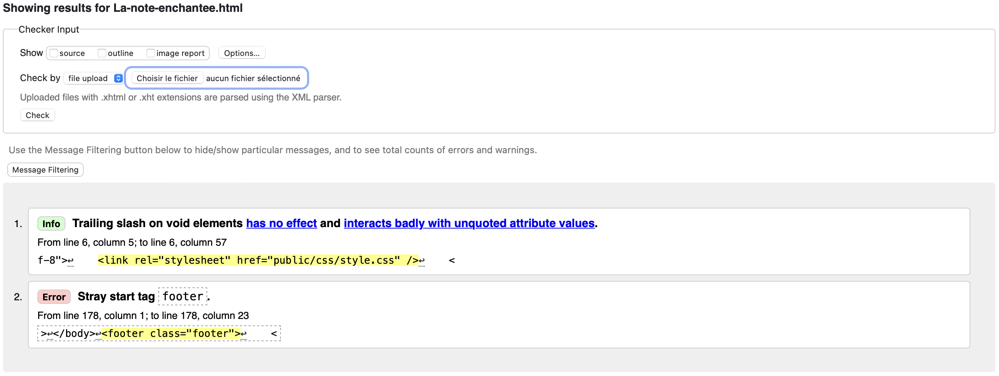 Showing results for La-note-enchantee.html
Checker Input
Show source outline image report Options...
Check by file upload Choisir le fichier aucun fichier sélectionné
Uploaded files with .xhtml or .xht extensions are parsed using the XML parser.
Check
Use the Message Filtering button below to hide/show particular messages, and to see total counts of errors and warnings.
Message Filtering
1. Info Trailing slash on void elements has no effect and interacts badly with unquoted attribute values.
From line 6, column 5; to line 6, column 57
f-8">↩    <link rel="stylesheet" href="public/css/style.css" />↩    <
2. Error Stray start tag footer.
From line 178, column 1; to line 178, column 23
>↩</body>↩<footer class="footer">↩    <